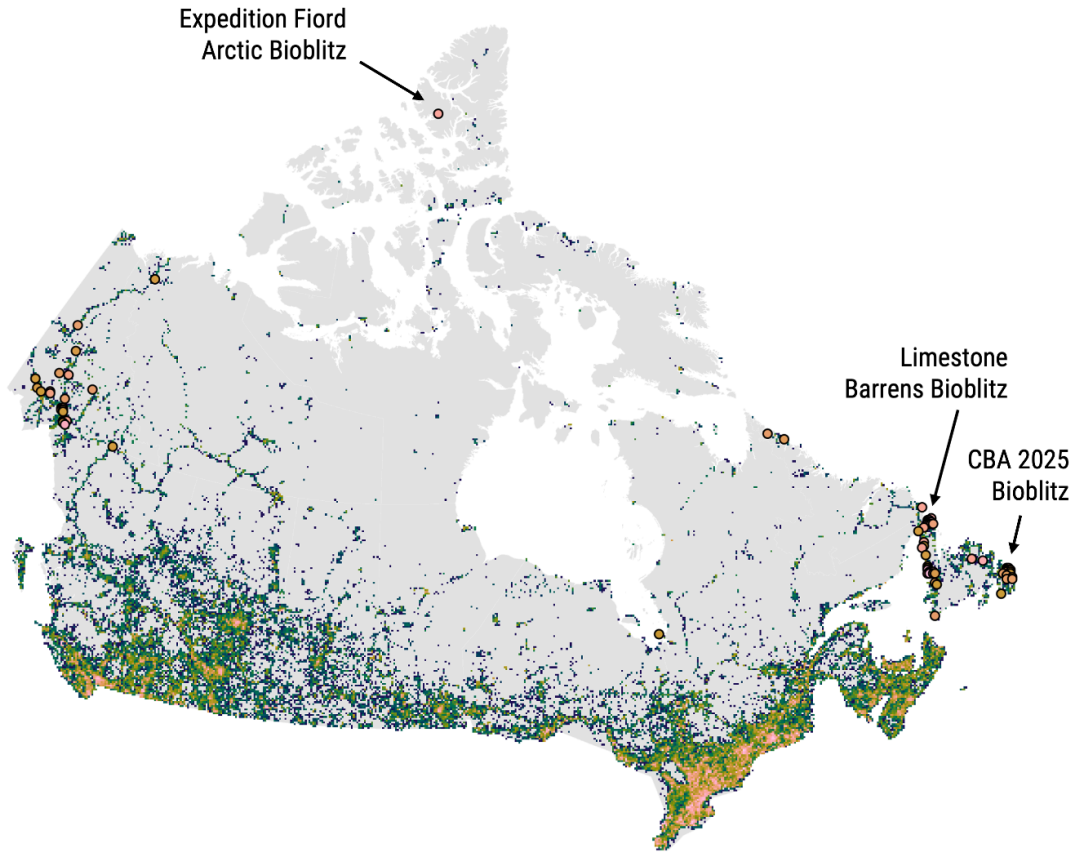 Expedition Fiord
Arctic Bioblitz
Limestone
Barrens Bioblitz
CBA 2025
Bioblitz